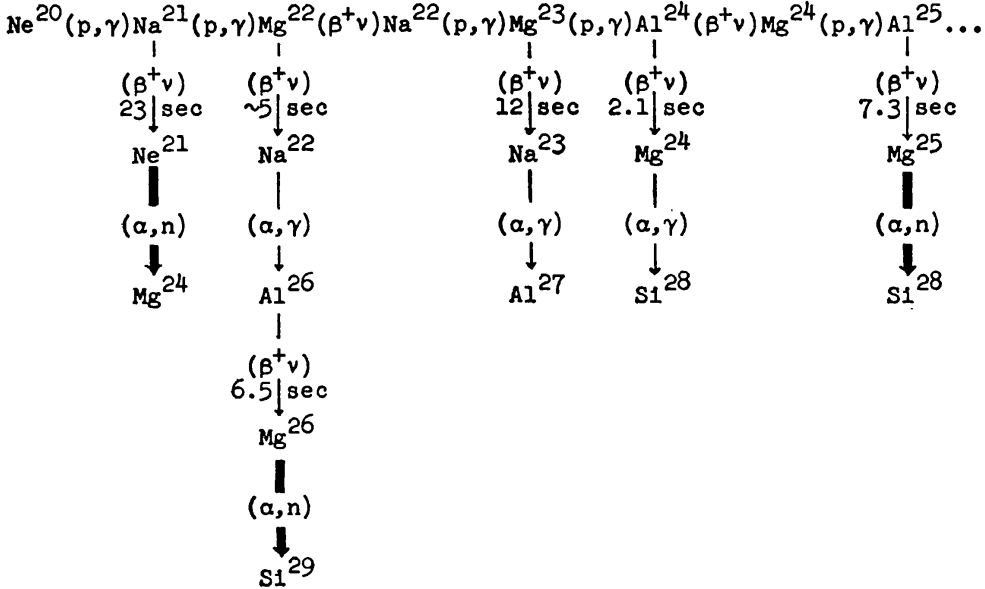 Ne²⁰(p,γ)Na²¹(p,γ)Mg²²(β⁺ν)Na²²(p,γ)Mg²³(p,γ)Al²⁴(β⁺ν)Mg²⁴(p,γ)Al²⁵...
(β⁺ν) (β⁺ν) (β⁺ν) (β⁺ν) (β⁺ν)
23 sec ~5 sec 12 sec 2.1 sec 7.3 sec
Ne²¹ Na²² Na²³ Mg²⁴ Mg²⁵
(α,n) (α,γ) (α,γ) (α,γ) (α,n)
Mg²⁴ Al²⁶ Al²⁷ Si²⁸ Si²⁸
(β⁺ν)
6.5 sec
Mg²⁶
(α,n)
Si²⁹